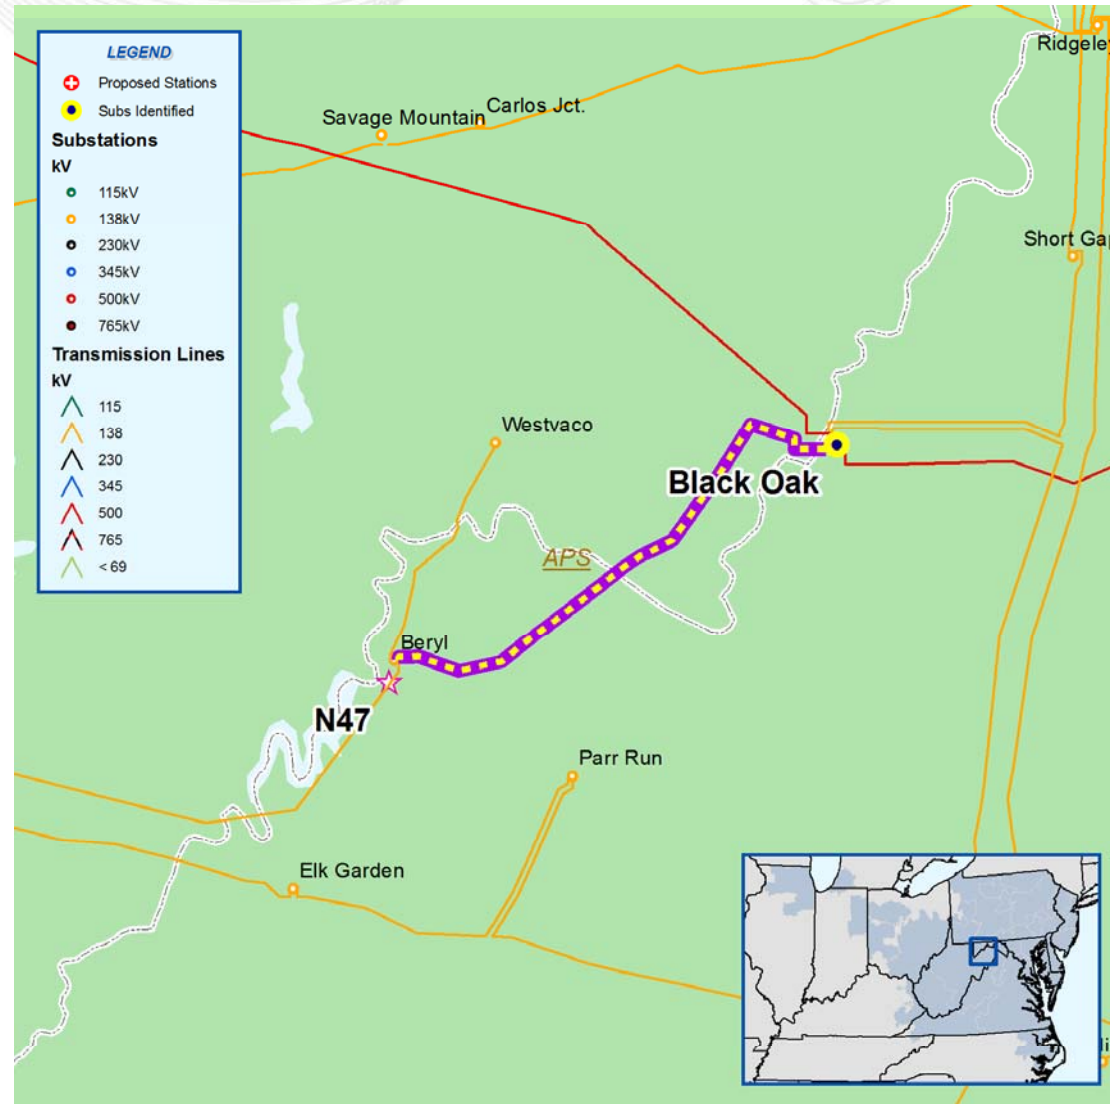 LEGEND
Proposed Stations
Subs Identified
Substations
kV
115kV
138kV
230kV
345kV
500kV
765kV
Transmission Lines
kV
115
138
230
345
500
765
< 69
Ridgeley
Carlos Jct.
Savage Mountain
Short Gap
Westvaco
Black Oak
APS
Beryl
N47
Parr Run
Elk Garden